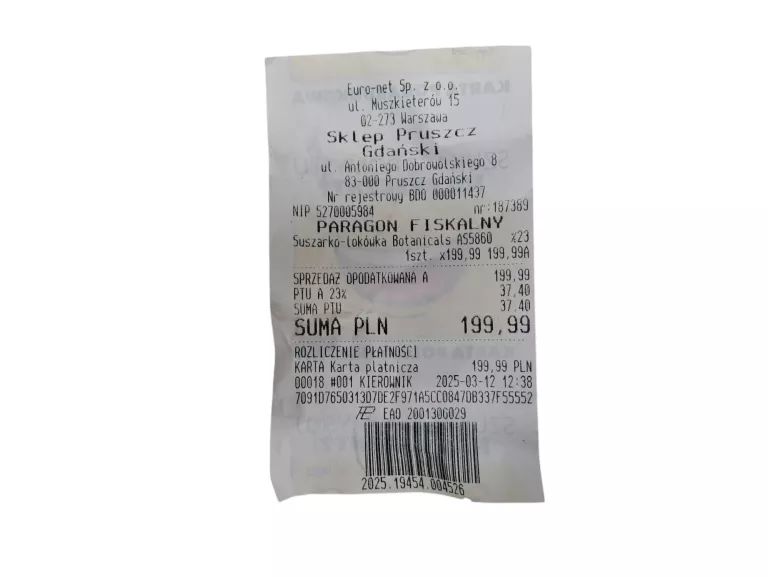 Euro-net Sp. z o.o.
ul. Muszkieterów 15
02-273 Warszawa
Sklep Pruszcz
Gdański
ul. Antoniego Dobrowolskiego 8
83-000 Pruszcz Gdański
Nr rejestrowy BDO 000011437
NIP 5270005984 nr:187369
PARAGON FISKALNY
Suszarko-lokówka Botanicals AS5860 %23
1szt. x199,99 199,99A
SPRZEDAŻ OPODATKOWANA A 199,99
PTU A 23% 37,40
SUMA PTU 37,40
SUMA PLN 199,99
ROZLICZENIE PŁATNOŚCI
KARTA Karta płatnicza 199,99 PLN
00018 #001 KIEROWNIK 2025-03-12 12:38
7091D7650313D7DE2F971A5CC0847DB337F55552
EAO 2001306029
2025.19454.004526